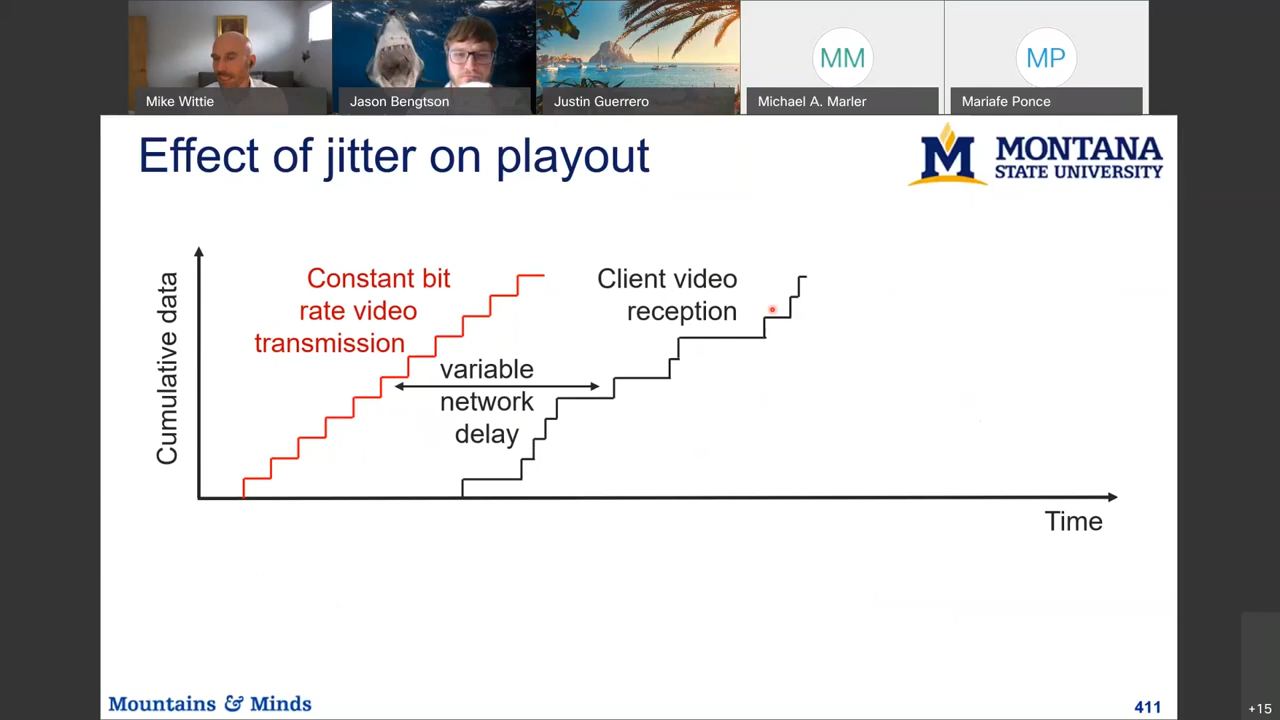 Mike Wittie
Jason Bengtson
Justin Guerrero
MM
Michael A. Marler
MP
Mariafe Ponce
Effect of jitter on playout
M
MONTANA
STATE UNIVERSITY
Cumulative data
Constant bit
rate video
transmission
variable
network
delay
Client video
reception
Time
Mountains & Minds
411
+15